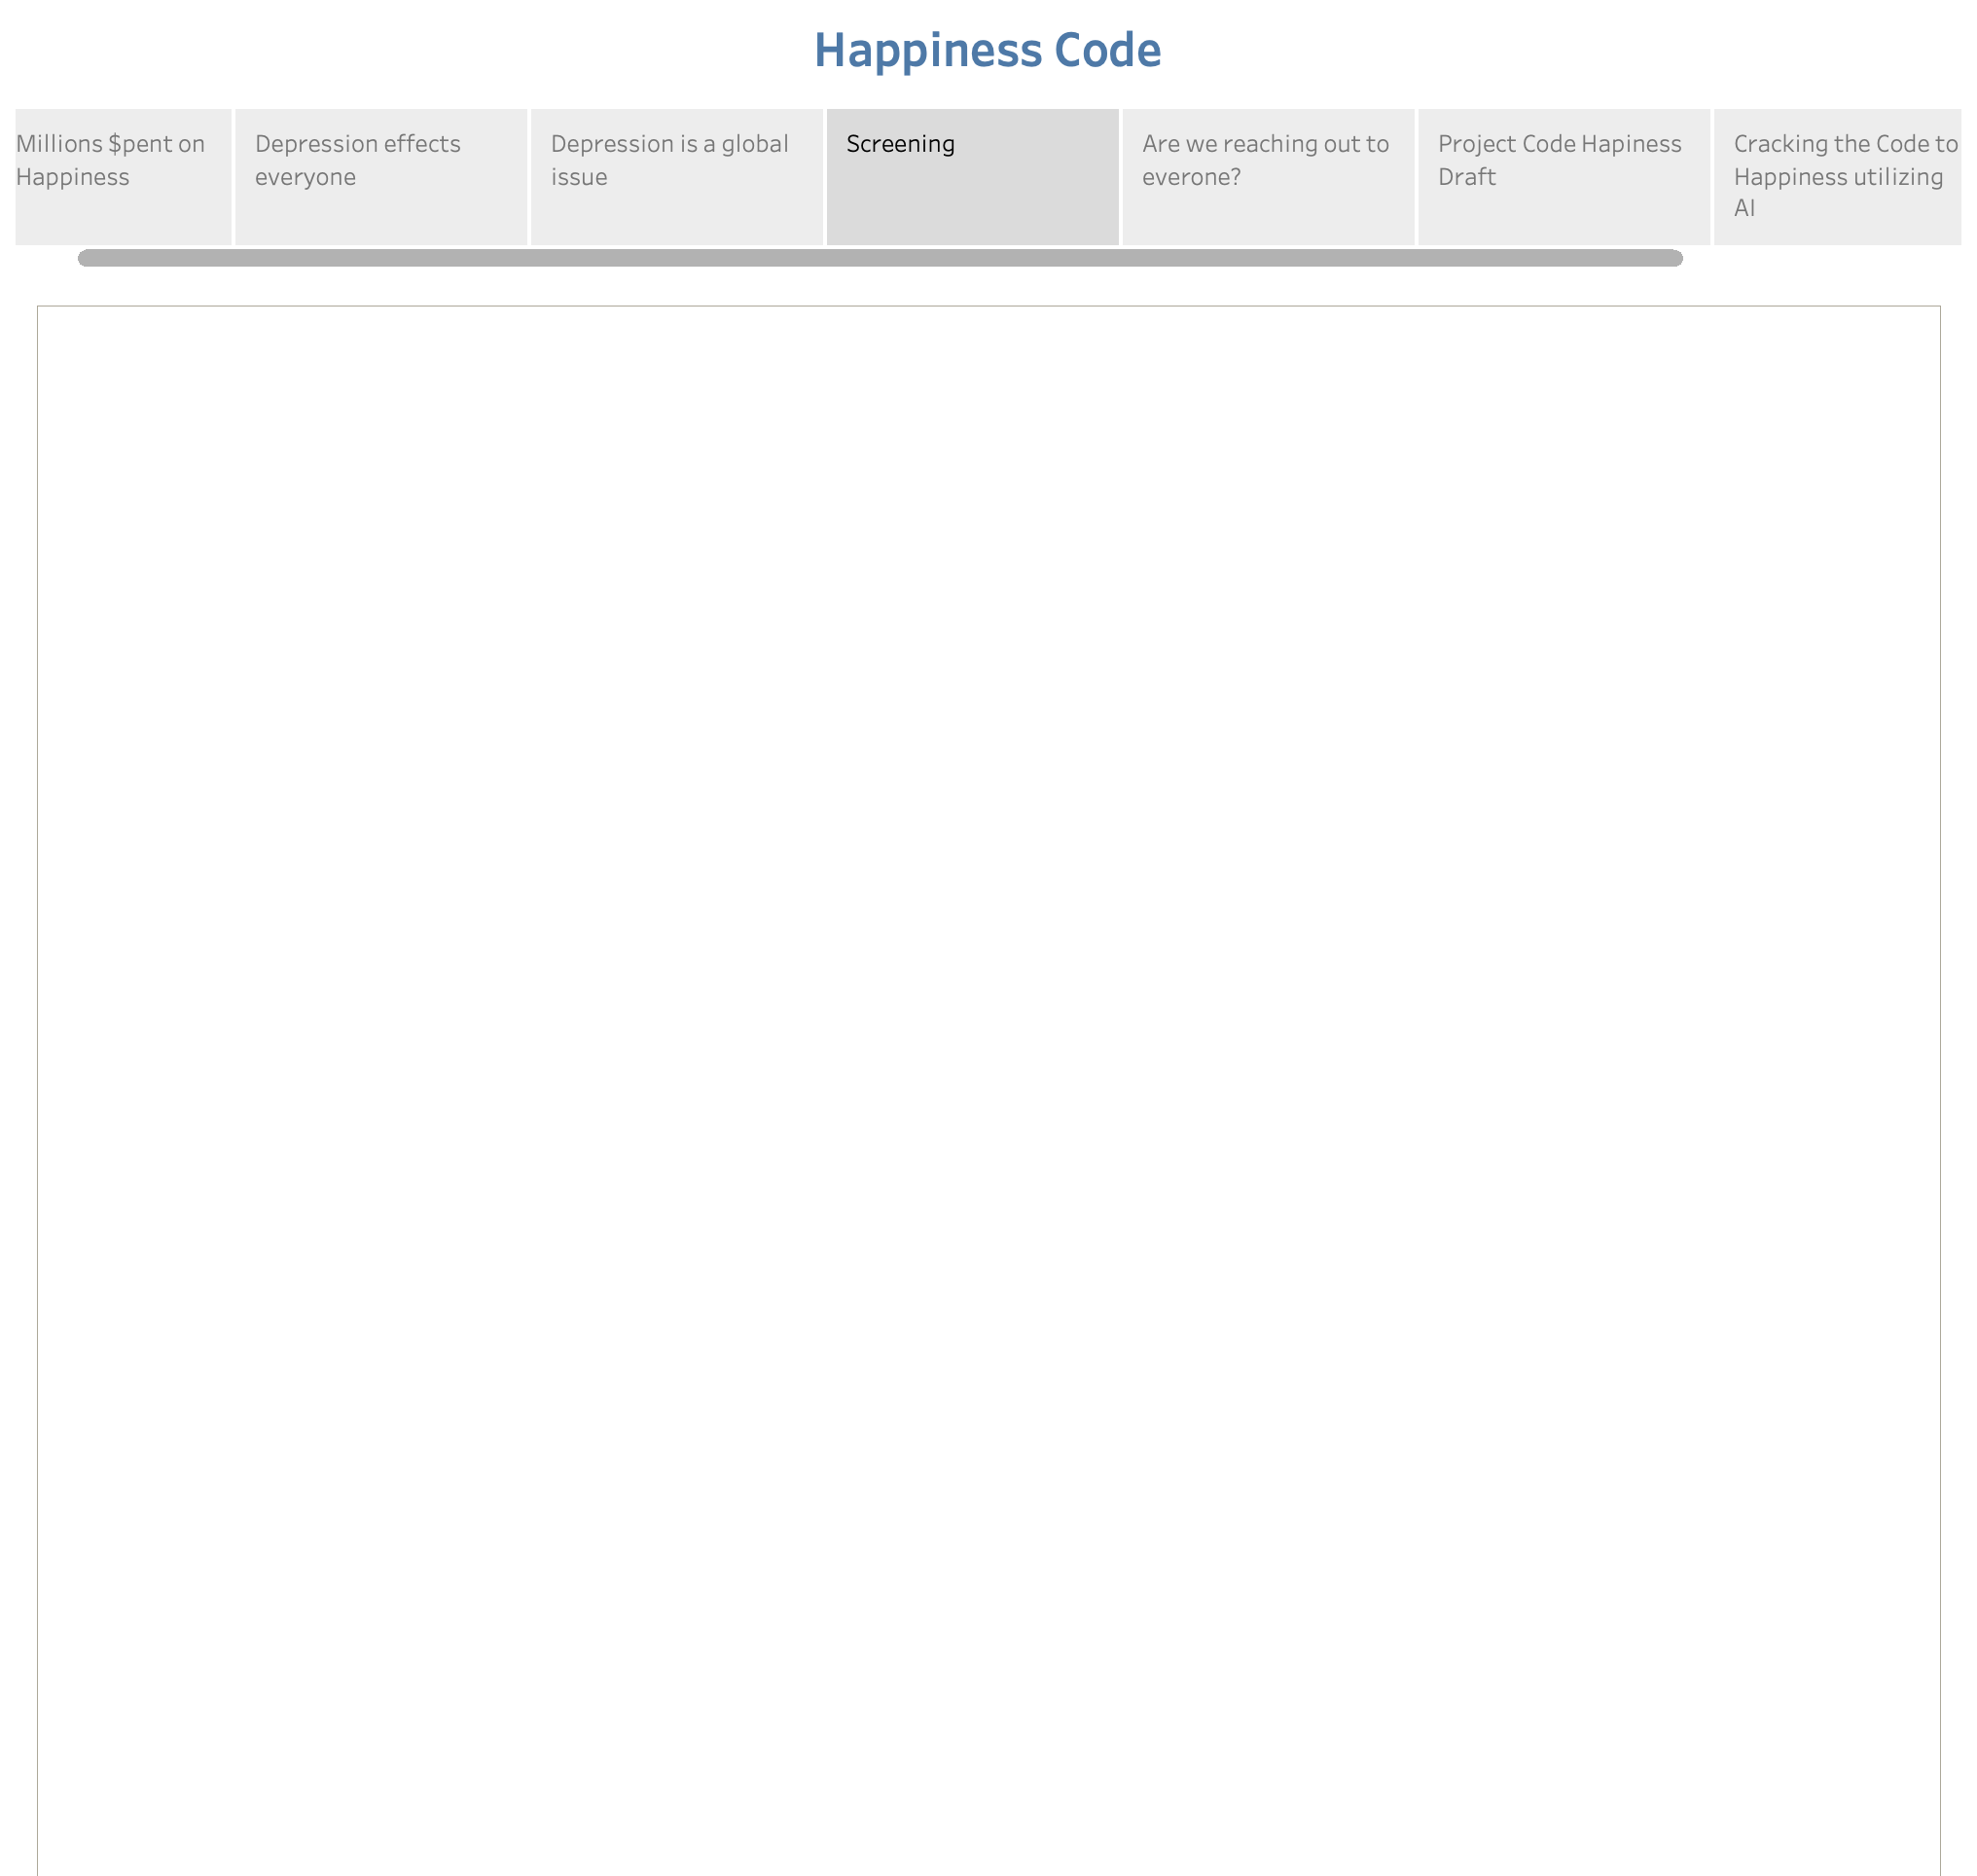 Happiness Code
Millions $pent on
Happiness
Depression effects
everyone
Depression is a global
issue
Screening
Are we reaching out to
everone?
Project Code Hapiness
Draft
Cracking the Code to
Happiness utilizing
AI